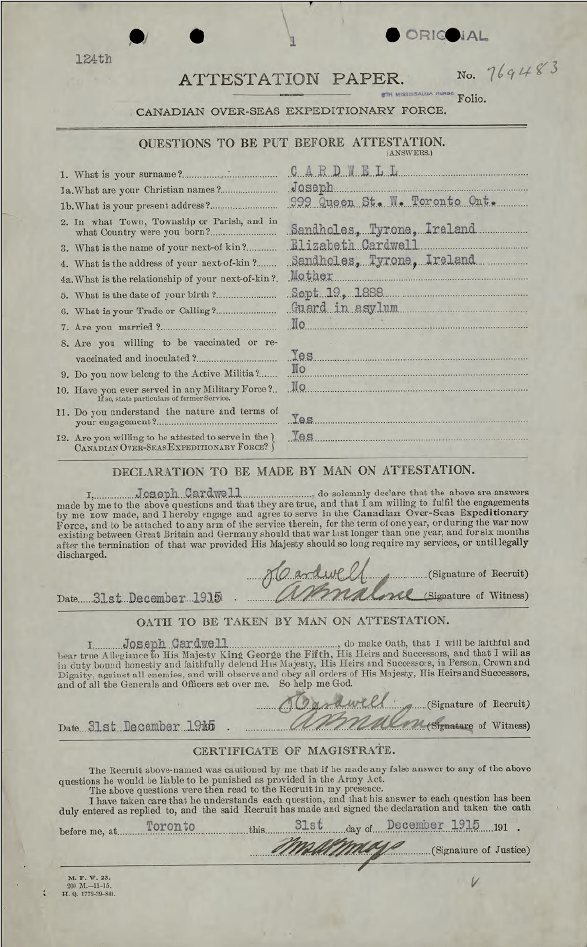 ORIGINAL
1
124th
ATTESTATION PAPER.
No. 769483
Folio.
CANADIAN OVER-SEAS EXPEDITIONARY FORCE.
QUESTIONS TO BE PUT BEFORE ATTESTATION.
(ANSWERS.)
1. What is your surname? CARDWELL
1a. What are your Christian names? Joseph
1b. What is your present address? 999 Queen St. W. Toronto Ont.
2. In what Town, Township or Parish, and in
what Country were you born? Sandholes, Tyrone, Ireland
3. What is the name of your next-of kin? Elizabeth Cardwell
4. What is the address of your next-of-kin? Sandholes, Tyrone, Ireland
4a. What is the relationship of your next-of-kin? Mother
5. What is the date of your birth? Sept 19, 1888
6. What is your Trade or Calling? Guard in asylum
7. Are you married? No
8. Are you willing to be vaccinated or re-
vaccinated and inoculated? Yes
9. Do you now belong to the Active Militia? No
10. Have you ever served in any Military Force? No
If so, state particulars of former Service.
11. Do you understand the nature and terms of
your engagement? Yes
12. Are you willing to be attested to serve in the Yes
CANADIAN OVER-SEAS EXPEDITIONARY FORCE?
DECLARATION TO BE MADE BY MAN ON ATTESTATION.
I, Joseph Cardwell, do solemnly declare that the above are answers
made by me to the above questions and that they are true, and that I am willing to fulfil the engagements
by me now made, and I hereby engage and agree to serve in the Canadian Over-Seas Expeditionary
Force, and to be attached to any arm of the service therein, for the term of one year, or during the war now
existing between Great Britain and Germany should that war last longer than one year, and for six months
after the termination of that war provided His Majesty should so long require my services, or until legally
discharged.
J Cardwell (Signature of Recruit)
Date 31st December 1915. (Signature of Witness)
OATH TO BE TAKEN BY MAN ON ATTESTATION.
I, Joseph Cardwell, do make Oath, that I will be faithful and
bear true Allegiance to His Majesty King George the Fifth, His Heirs and Successors, and that I will as
in duty bound honestly and faithfully defend His Majesty, His Heirs and Successors, in Person, Crown and
Dignity, against all enemies, and will observe and obey all orders of His Majesty, His Heirs and Successors,
and of all the Generals and Officers set over me. So help me God.
J Cardwell (Signature of Recruit)
Date 31st December 1915. (Signature of Witness)
CERTIFICATE OF MAGISTRATE.
The Recruit above-named was cautioned by me that if he made any false answer to any of the above
questions he would be liable to be punished as provided in the Army Act.
The above questions were then read to the Recruit in my presence.
I have taken care that he understands each question, and that his answer to each question has been
duly entered as replied to, and the said Recruit has made and signed the declaration and taken the oath
before me, at Toronto this 31st day of December 1915 191 .
(Signature of Justice)
M. F. W. 23.
200 M.-11-15.
H. Q. 1772-39-841.